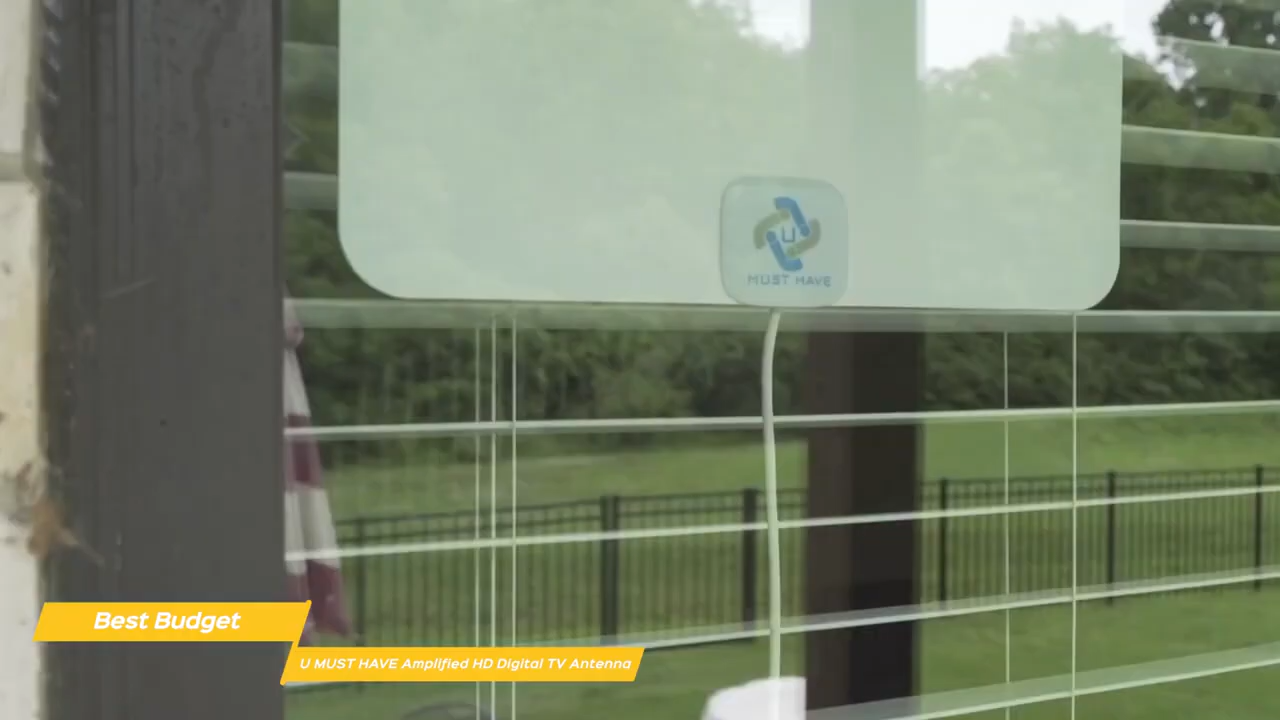 U
MUST HAVE
Best Budget
U MUST HAVE Amplified HD Digital TV Antenna